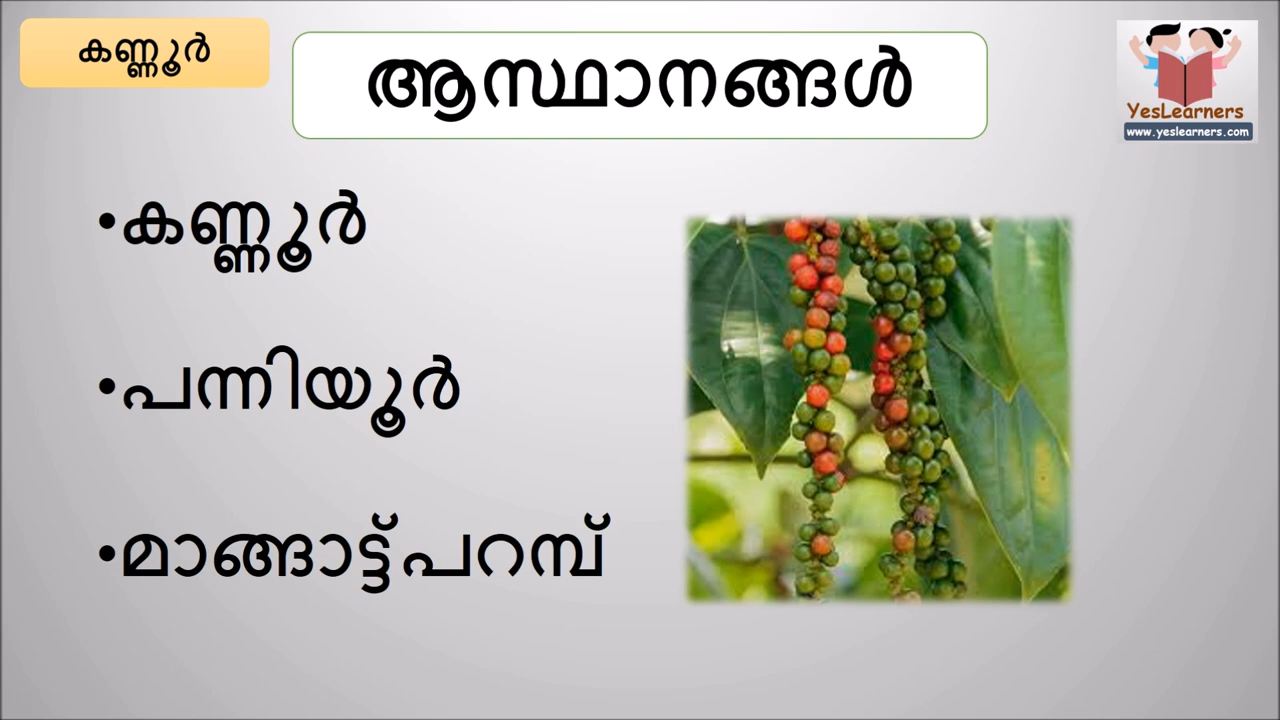 കണ്ണൂർ
ആസ്ഥാനങ്ങൾ
YesLearners
www.yeslearners.com
•കണ്ണൂർ
•പന്നിയൂർ
•മാങ്ങാട്ട്പറമ്പ്